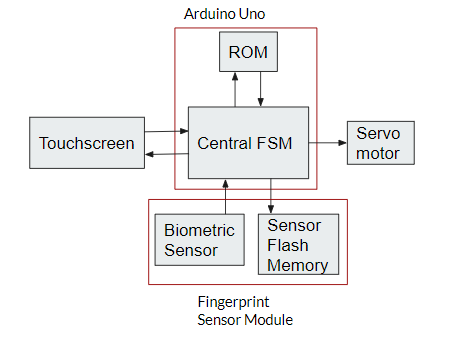 Arduino Uno
ROM
Touchscreen
Central FSM
Servo
motor
Biometric
Sensor
Sensor
Flash
Memory
Fingerprint
Sensor Module